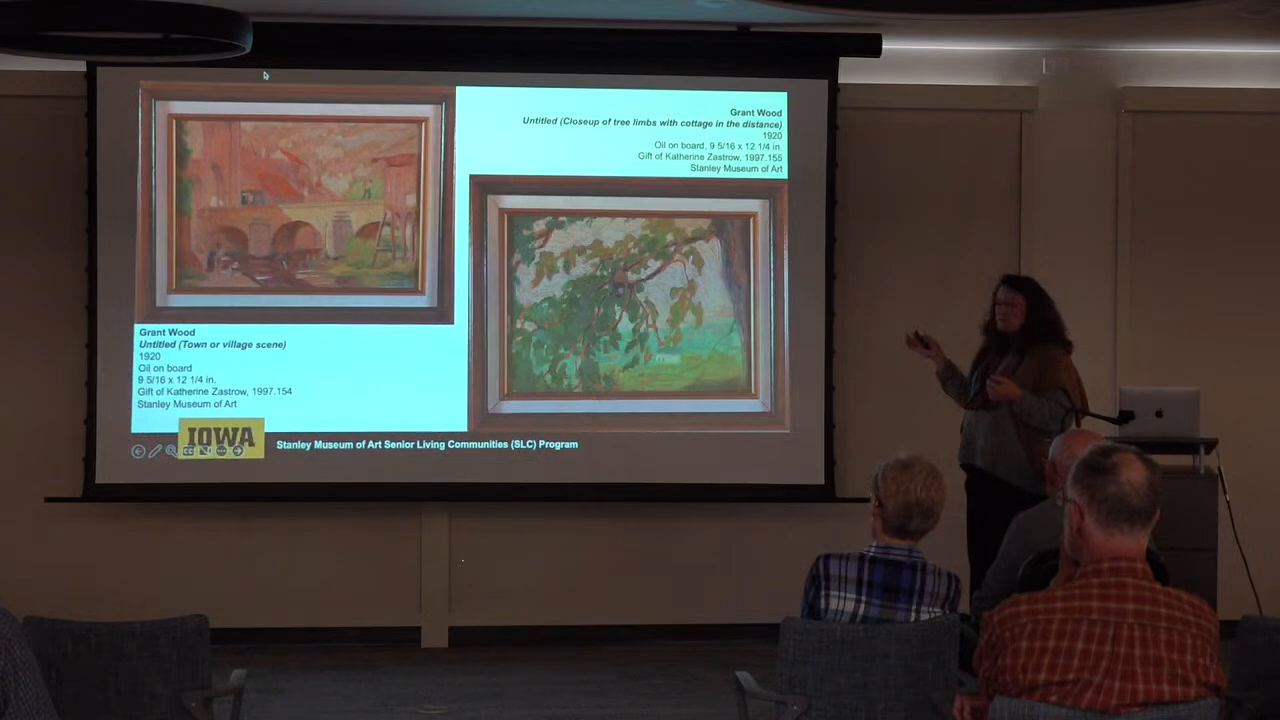 Grant Wood
Untitled (Closeup of tree limbs with cottage in the distance)
1920
Oil on board, 9 5/16 x 12 1/4 in.
Gift of Katherine Zastrow, 1997.155
Stanley Museum of Art
Grant Wood
Untitled (Town or village scene)
1920
Oil on board
9 5/16 x 12 1/4 in.
Gift of Katherine Zastrow, 1997.154
Stanley Museum of Art
IOWA
Stanley Museum of Art Senior Living Communities (SLC) Program